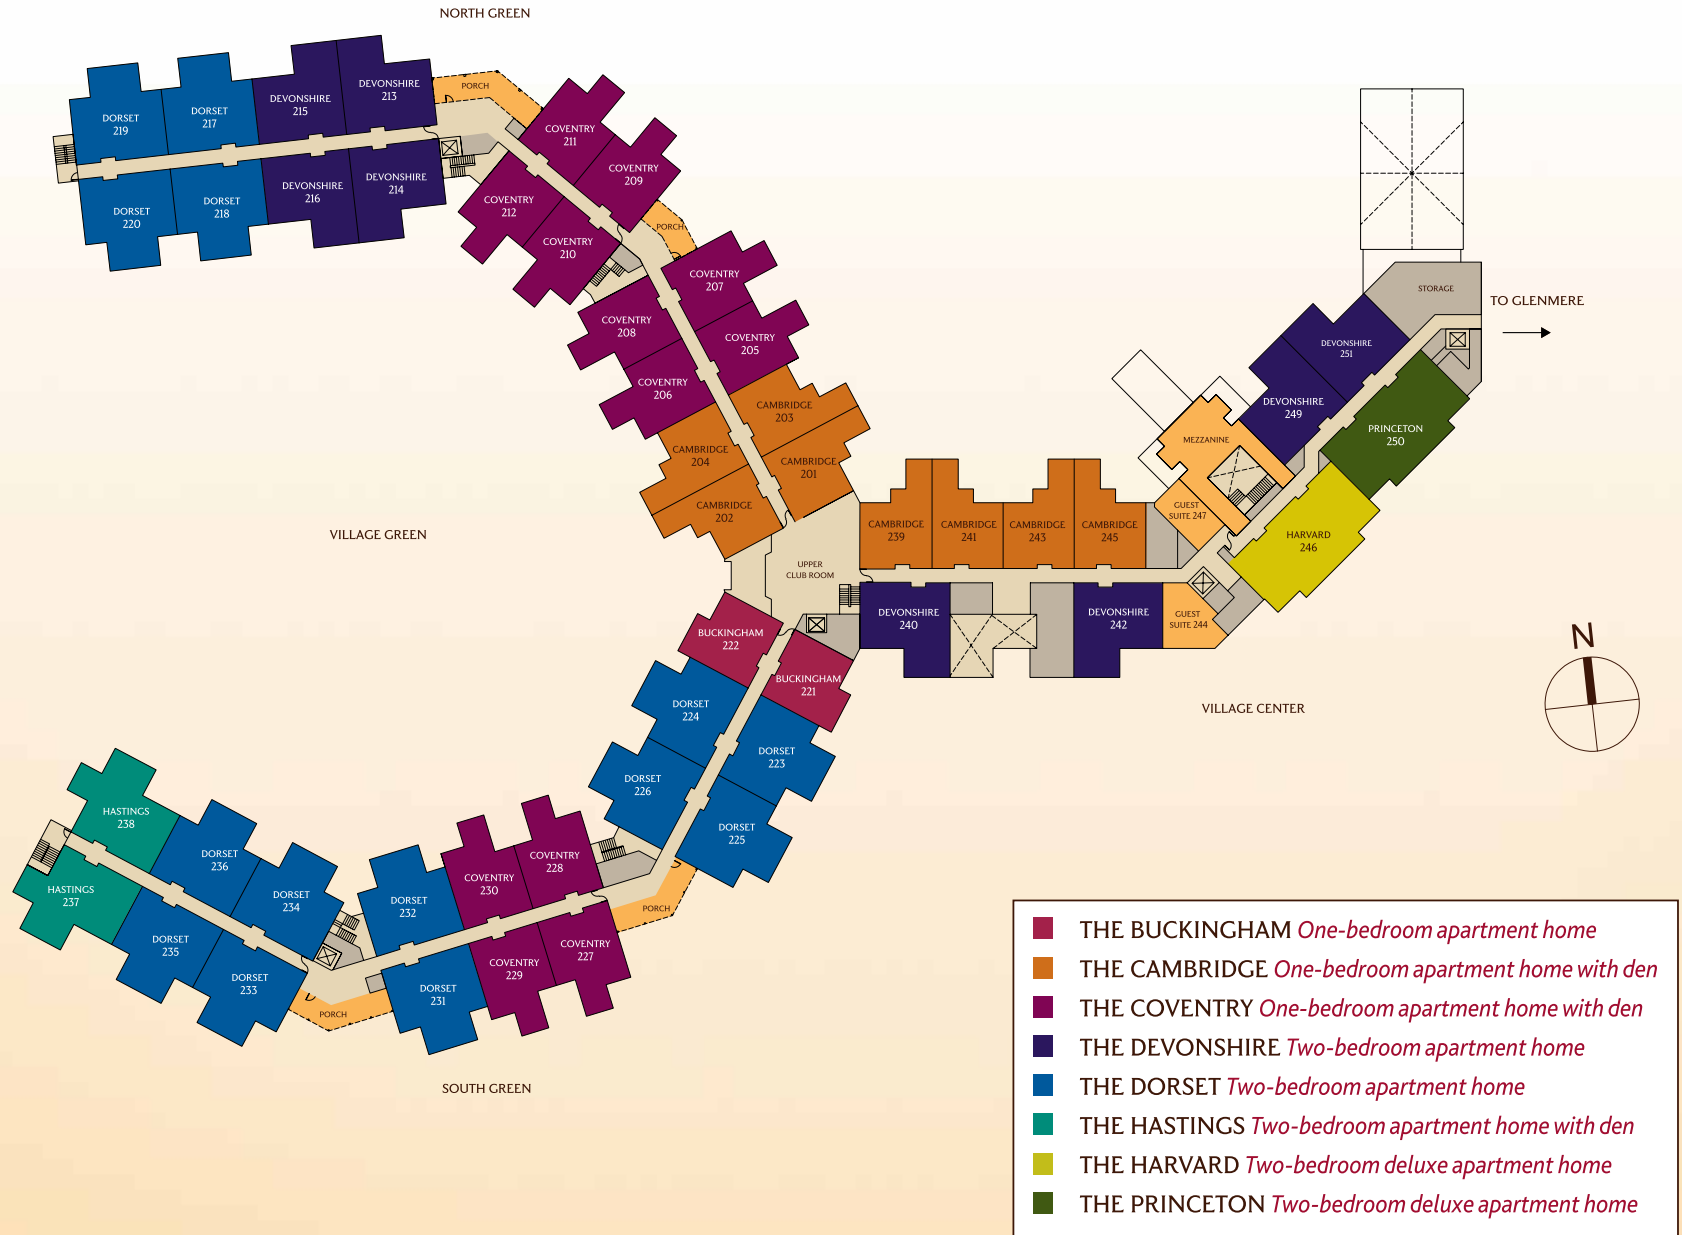 NORTH GREEN
DEVONSHIRE
213
DEVONSHIRE
215
DORSET
217
DORSET
219
PORCH
COVENTRY
211
COVENTRY
209
DEVONSHIRE
214
DEVONSHIRE
216
DORSET
218
DORSET
220
COVENTRY
212
COVENTRY
210
PORCH
COVENTRY
207
COVENTRY
208
COVENTRY
205
COVENTRY
206
CAMBRIDGE
203
CAMBRIDGE
204
CAMBRIDGE
201
CAMBRIDGE
202
STORAGE
TO GLENMERE
DEVONSHIRE
251
DEVONSHIRE
249
PRINCETON
250
MEZZANINE
GUEST
SUITE 247
HARVARD
246
CAMBRIDGE
239
CAMBRIDGE
241
CAMBRIDGE
243
CAMBRIDGE
245
VILLAGE GREEN
UPPER
CLUB ROOM
DEVONSHIRE
240
DEVONSHIRE
242
GUEST
SUITE 244
BUCKINGHAM
222
BUCKINGHAM
221
N
VILLAGE CENTER
DORSET
224
DORSET
223
DORSET
226
DORSET
225
HASTINGS
238
HASTINGS
237
DORSET
236
DORSET
234
DORSET
235
DORSET
233
DORSET
232
COVENTRY
230
COVENTRY
228
PORCH
COVENTRY
227
COVENTRY
229
DORSET
231
PORCH
SOUTH GREEN
THE BUCKINGHAM One-bedroom apartment home
THE CAMBRIDGE One-bedroom apartment home with den
THE COVENTRY One-bedroom apartment home with den
THE DEVONSHIRE Two-bedroom apartment home
THE DORSET Two-bedroom apartment home
THE HASTINGS Two-bedroom apartment home with den
THE HARVARD Two-bedroom deluxe apartment home
THE PRINCETON Two-bedroom deluxe apartment home